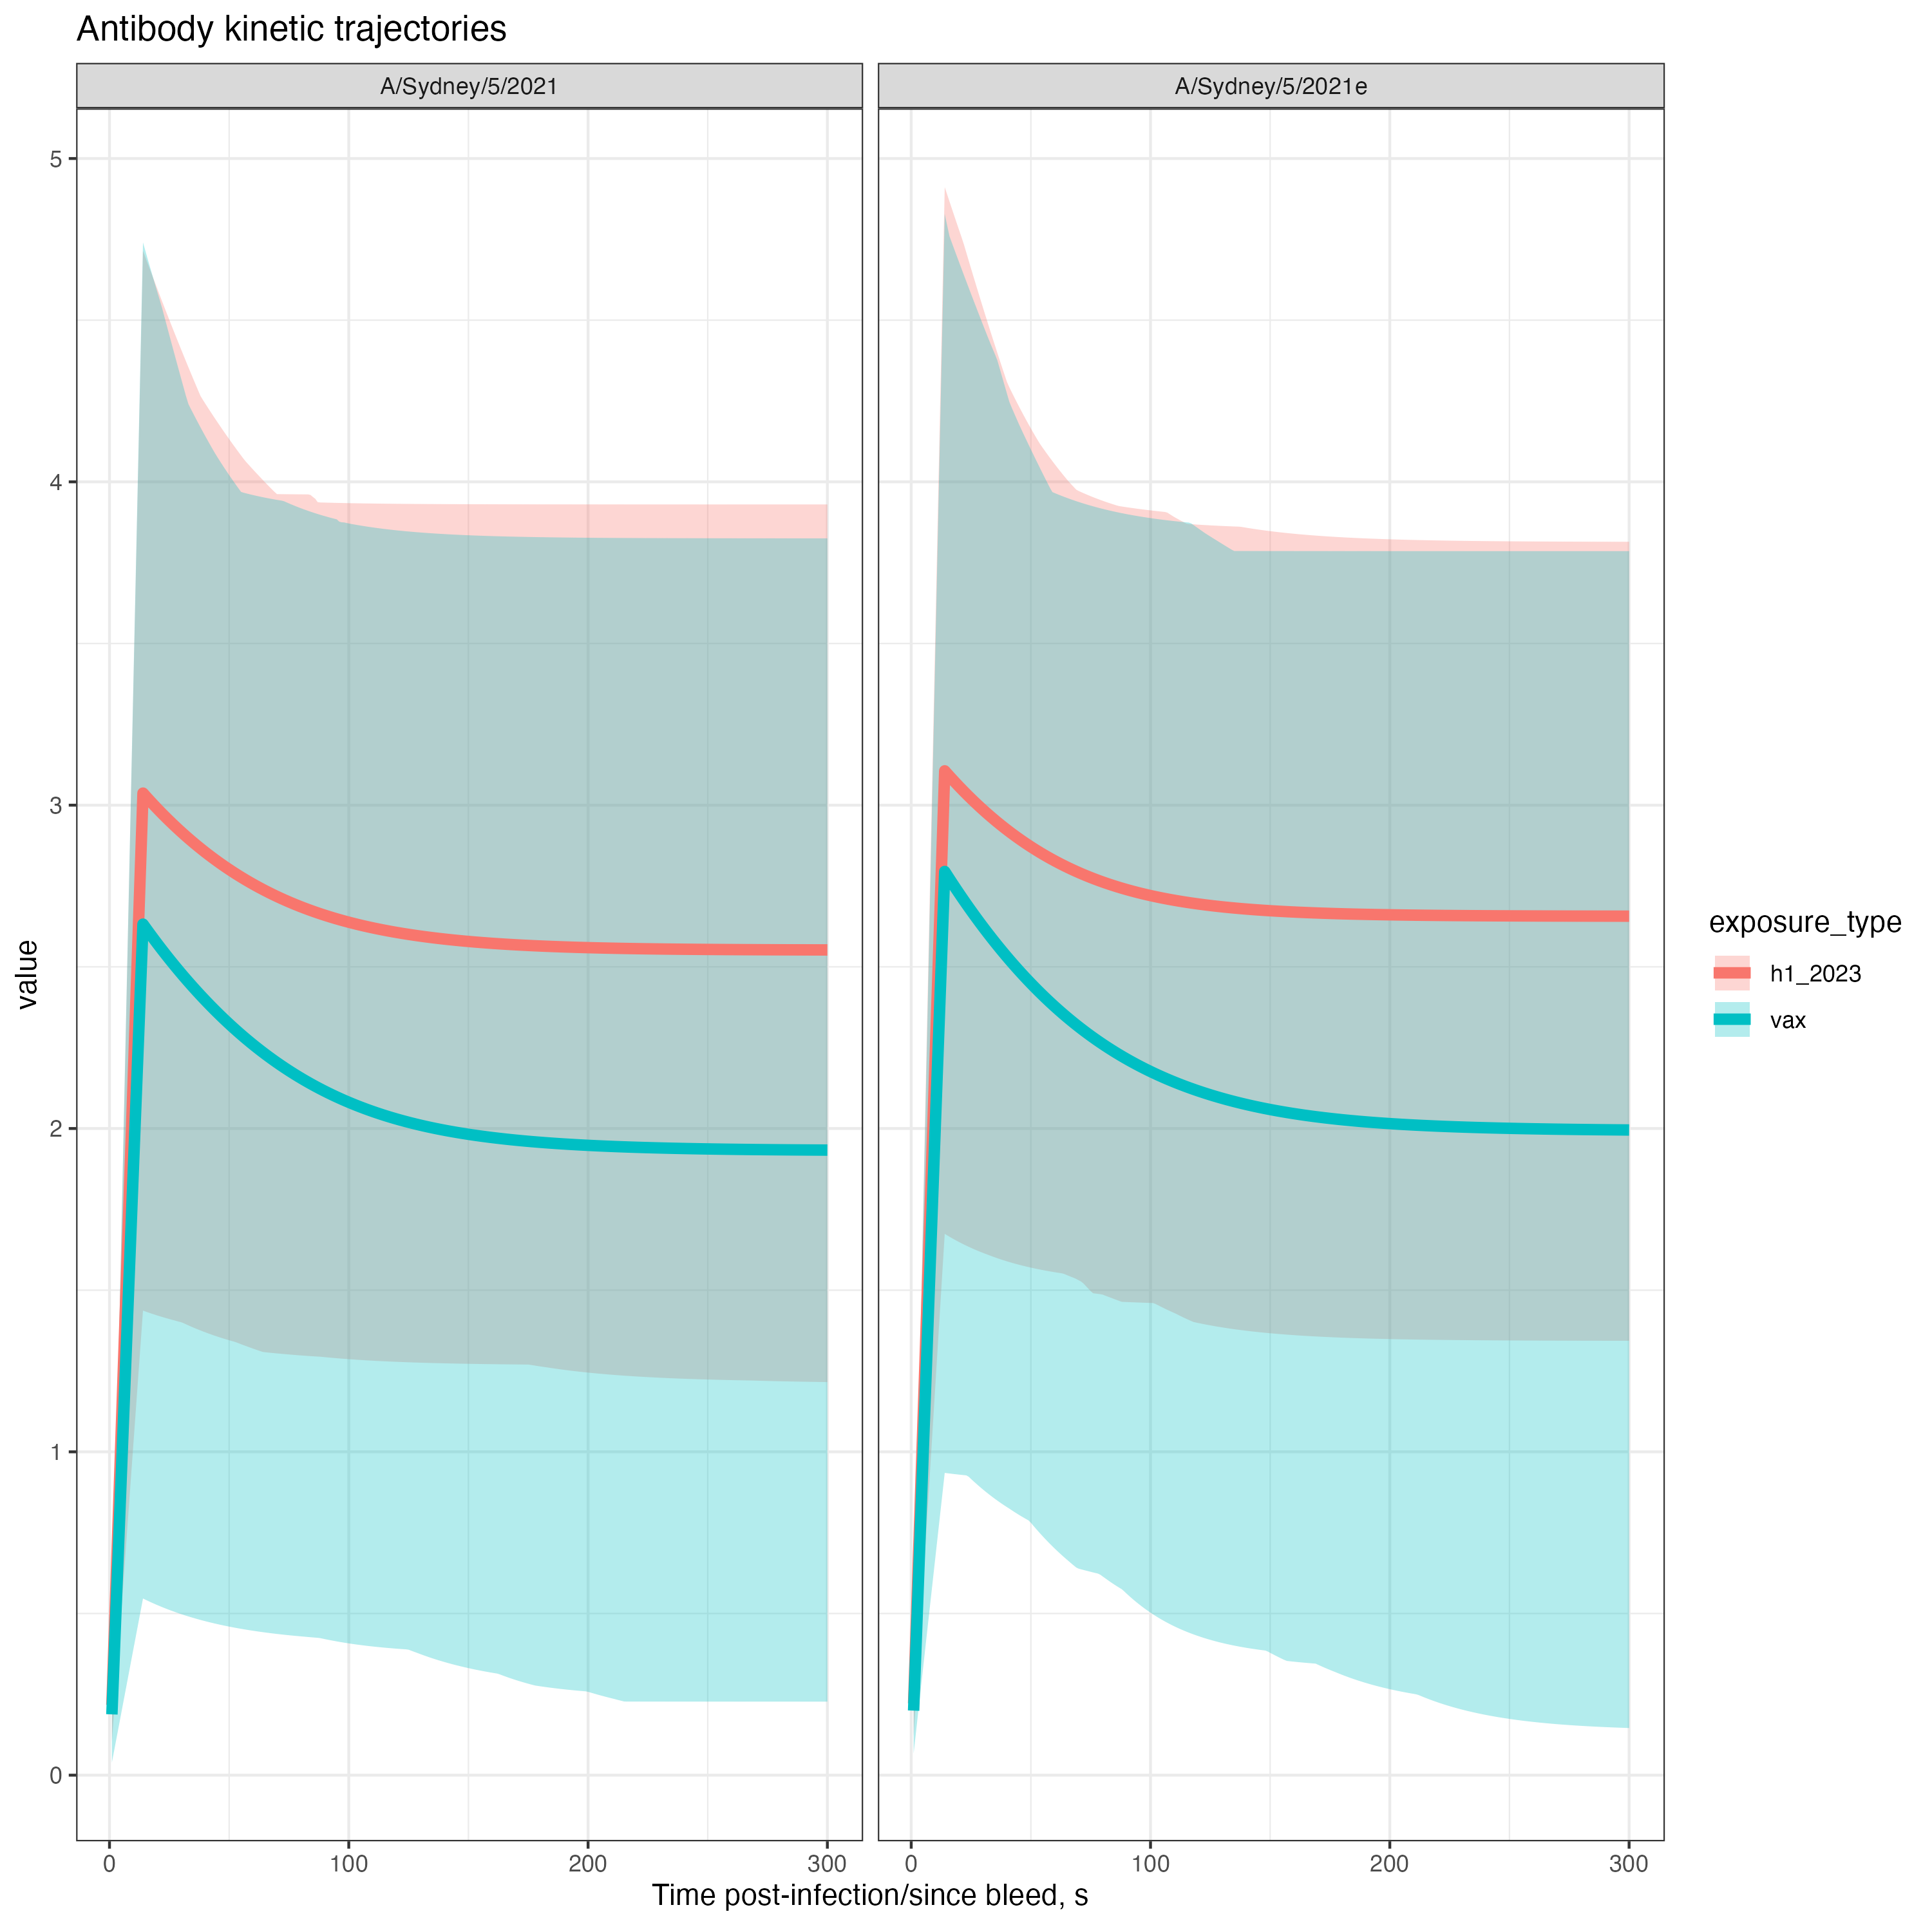 Antibody kinetic trajectories
A/Sydney/5/2021
A/Sydney/5/2021e
5
4
3
2
1
0
value
0
100
200
300
0
100
200
300
Time post-infection/since bleed, s
exposure_type
h1_2023
vax